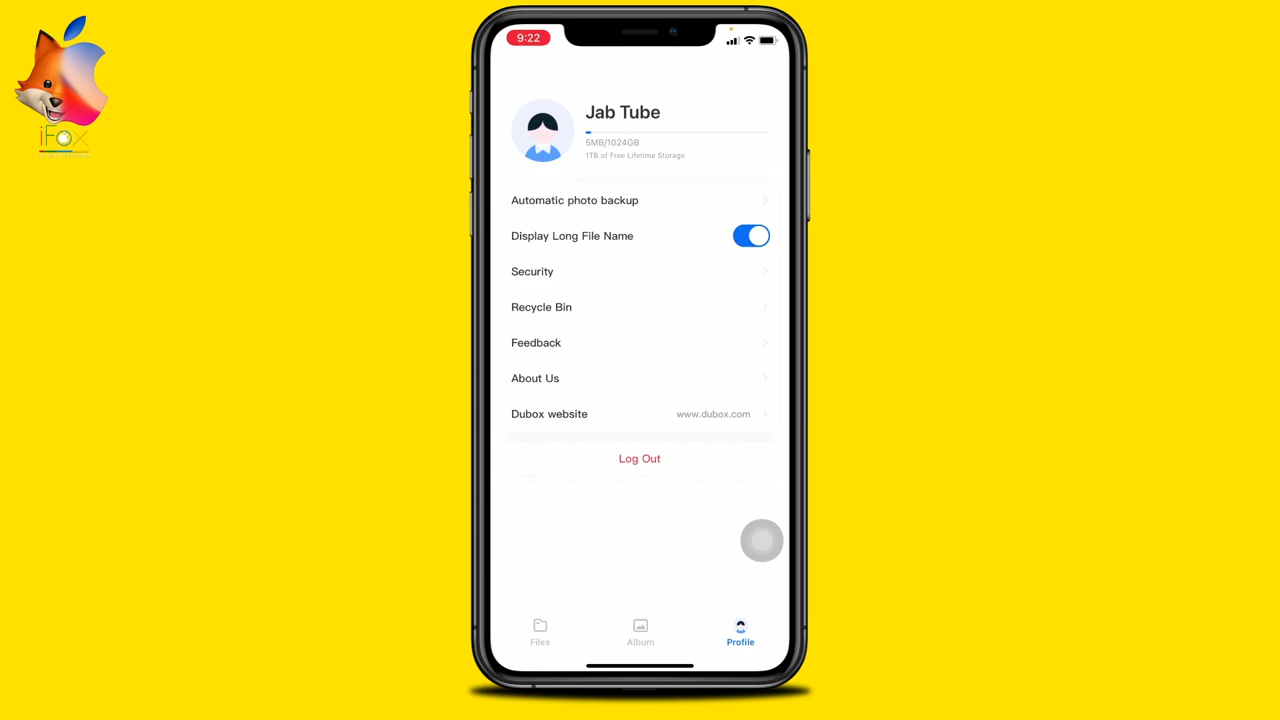 iFox
9:22
Jab Tube
5MB/1024GB
1TB of Free Lifetime Storage
Automatic photo backup
Display Long File Name
Security
Recycle Bin
Feedback
About Us
Dubox website www.dubox.com
Log Out
Files Album Profile